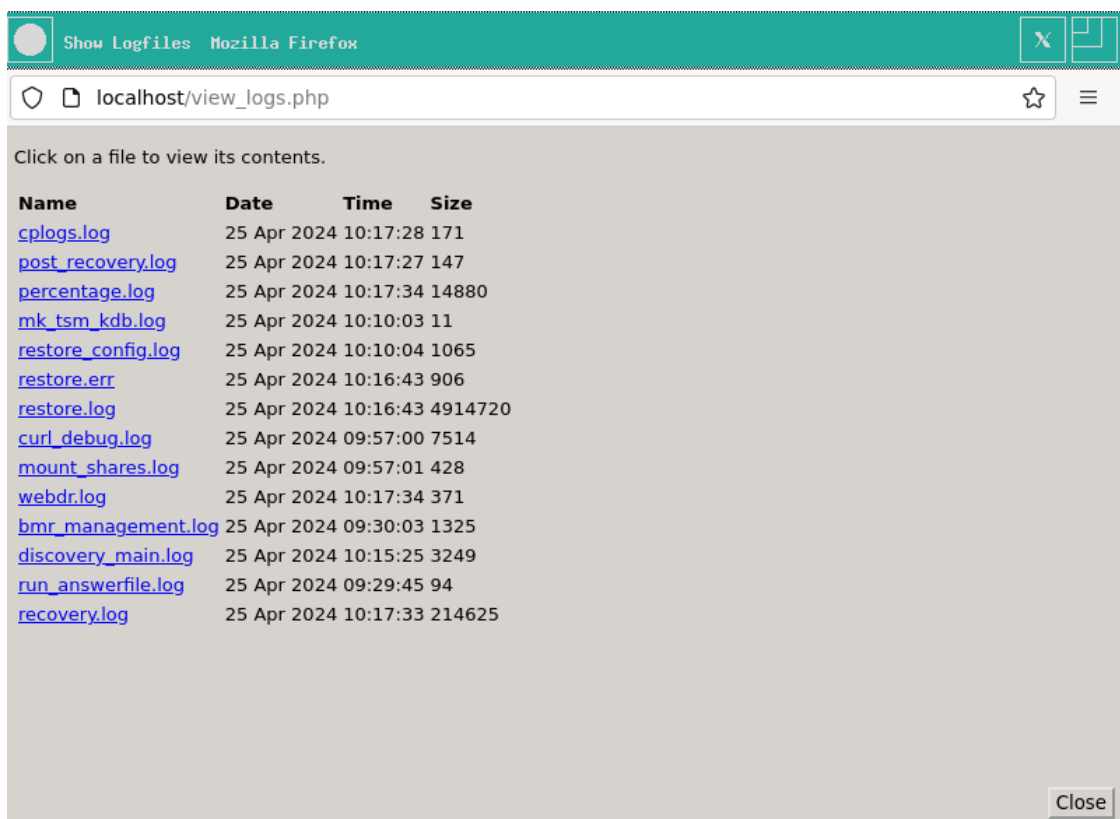 Show Logfiles  Mozilla Firefox
X
localhost/view_logs.php
Click on a file to view its contents.
Name Date Time Size
cplogs.log 25 Apr 2024 10:17:28 171
post_recovery.log 25 Apr 2024 10:17:27 147
percentage.log 25 Apr 2024 10:17:34 14880
mk_tsm_kdb.log 25 Apr 2024 10:10:03 11
restore_config.log 25 Apr 2024 10:10:04 1065
restore.err 25 Apr 2024 10:16:43 906
restore.log 25 Apr 2024 10:16:43 4914720
curl_debug.log 25 Apr 2024 09:57:00 7514
mount_shares.log 25 Apr 2024 09:57:01 428
webdr.log 25 Apr 2024 10:17:34 371
bmr_management.log 25 Apr 2024 09:30:03 1325
discovery_main.log 25 Apr 2024 10:15:25 3249
run_answerfile.log 25 Apr 2024 09:29:45 94
recovery.log 25 Apr 2024 10:17:33 214625
Close